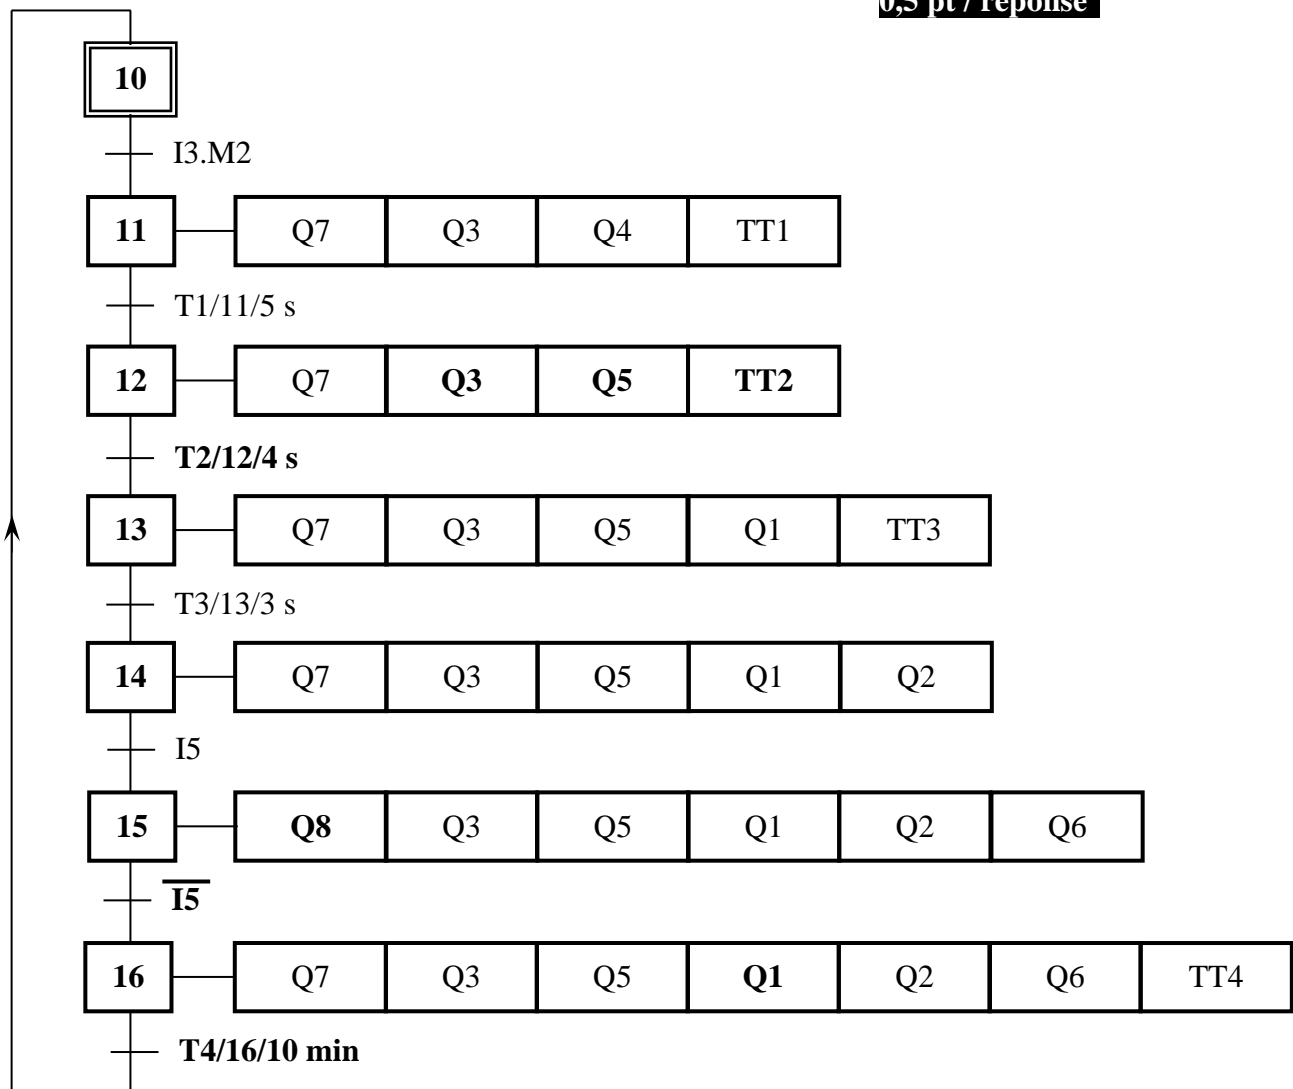 0,5 pt / réponse
10
I3.M2
11 Q7 Q3 Q4 TT1
T1/11/5 s
12 Q7 Q3 Q5 TT2
T2/12/4 s
13 Q7 Q3 Q5 Q1 TT3
T3/13/3 s
14 Q7 Q3 Q5 Q1 Q2
I5
15 Q8 Q3 Q5 Q1 Q2 Q6
I̅5̅
16 Q7 Q3 Q5 Q1 Q2 Q6 TT4
T4/16/10 min